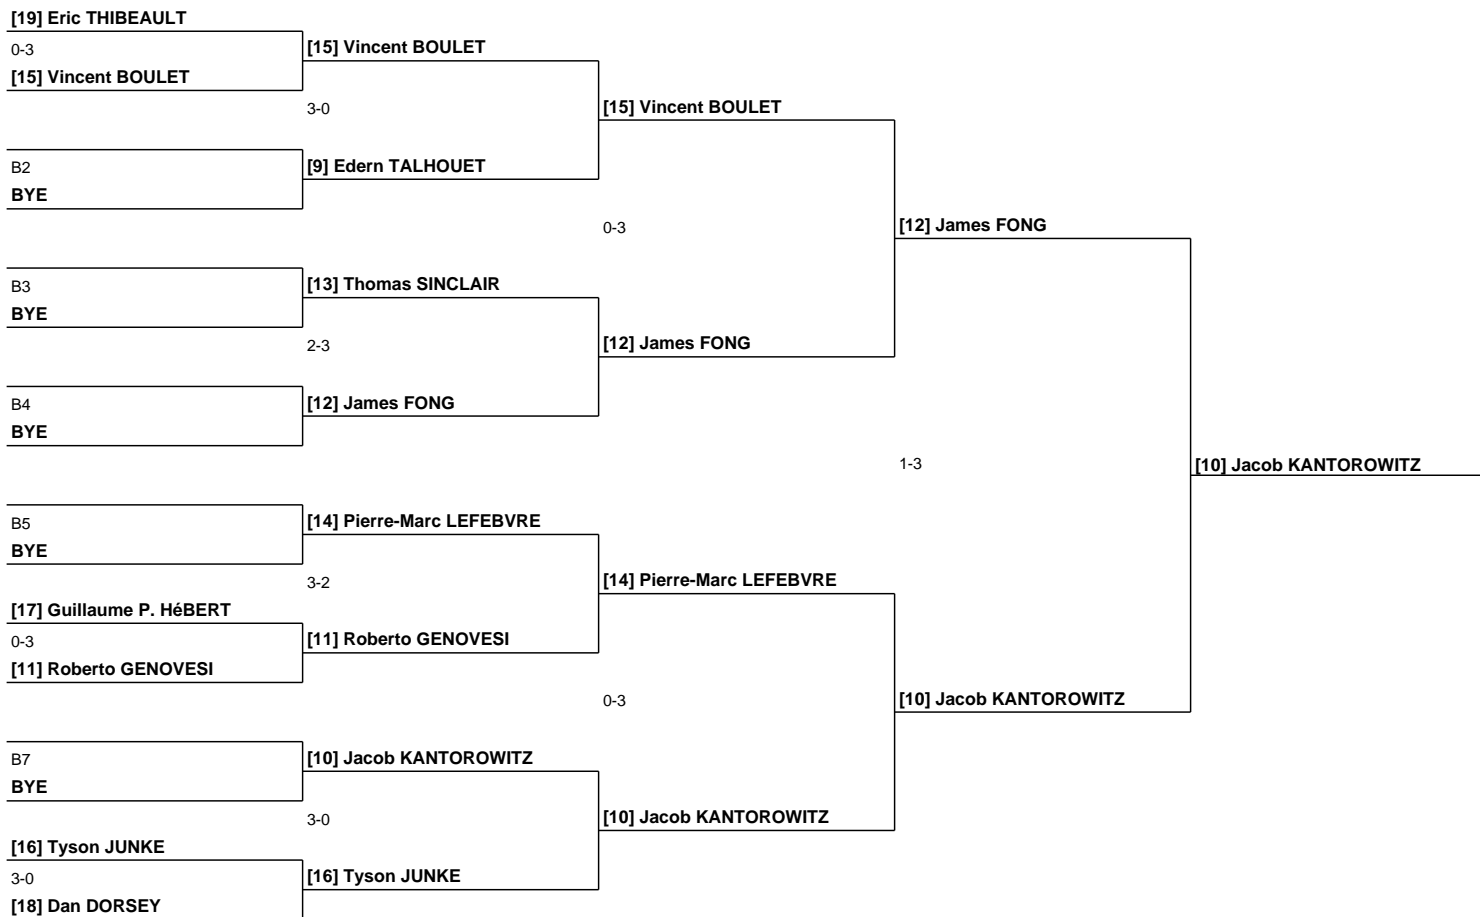 [19] Eric THIBEAULT
0-3
[15] Vincent BOULET
[15] Vincent BOULET
3-0
[15] Vincent BOULET
B2
[9] Edern TALHOUET
BYE
0-3
[12] James FONG
B3
[13] Thomas SINCLAIR
BYE
2-3
[12] James FONG
B4
[12] James FONG
BYE
1-3
[10] Jacob KANTOROWITZ
B5
[14] Pierre-Marc LEFEBVRE
BYE
3-2
[14] Pierre-Marc LEFEBVRE
[17] Guillaume P. HéBERT
0-3
[11] Roberto GENOVESI
[11] Roberto GENOVESI
0-3
[10] Jacob KANTOROWITZ
B7
[10] Jacob KANTOROWITZ
BYE
3-0
[10] Jacob KANTOROWITZ
[16] Tyson JUNKE
3-0
[16] Tyson JUNKE
[18] Dan DORSEY